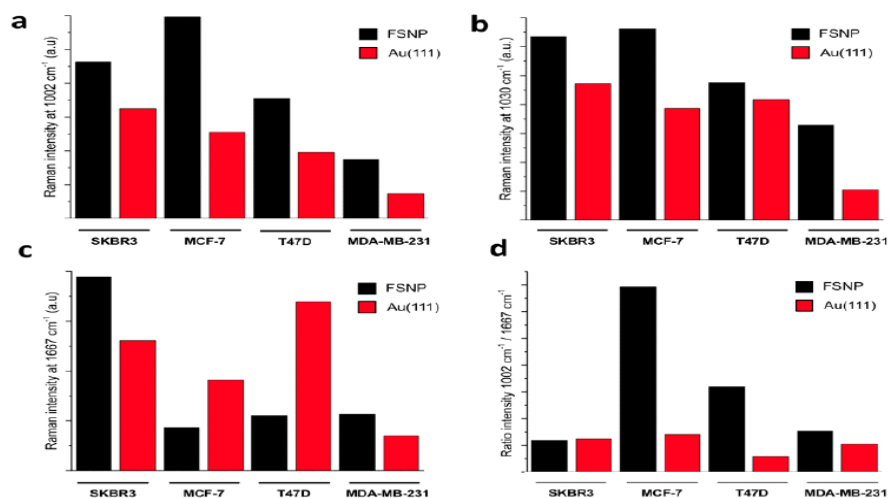 a
Raman intensity at 1002 cm⁻¹ (a.u)
FSNP
Au(111)
SKBR3 MCF-7 T47D MDA-MB-231
b
Raman intensity at 1030 cm⁻¹ (a.u.)
FSNP
Au(111)
SKBR3 MCF-7 T47D MDA-MB-231
c
Raman intensity at 1667 cm⁻¹ (a.u)
FSNP
Au(111)
SKBR3 MCF-7 T47D MDA-MB-231
d
Ratio intensity 1002 cm⁻¹ / 1667 cm⁻¹
FSNP
Au(111)
SKBR3 MCF-7 T47D MDA-MB-231